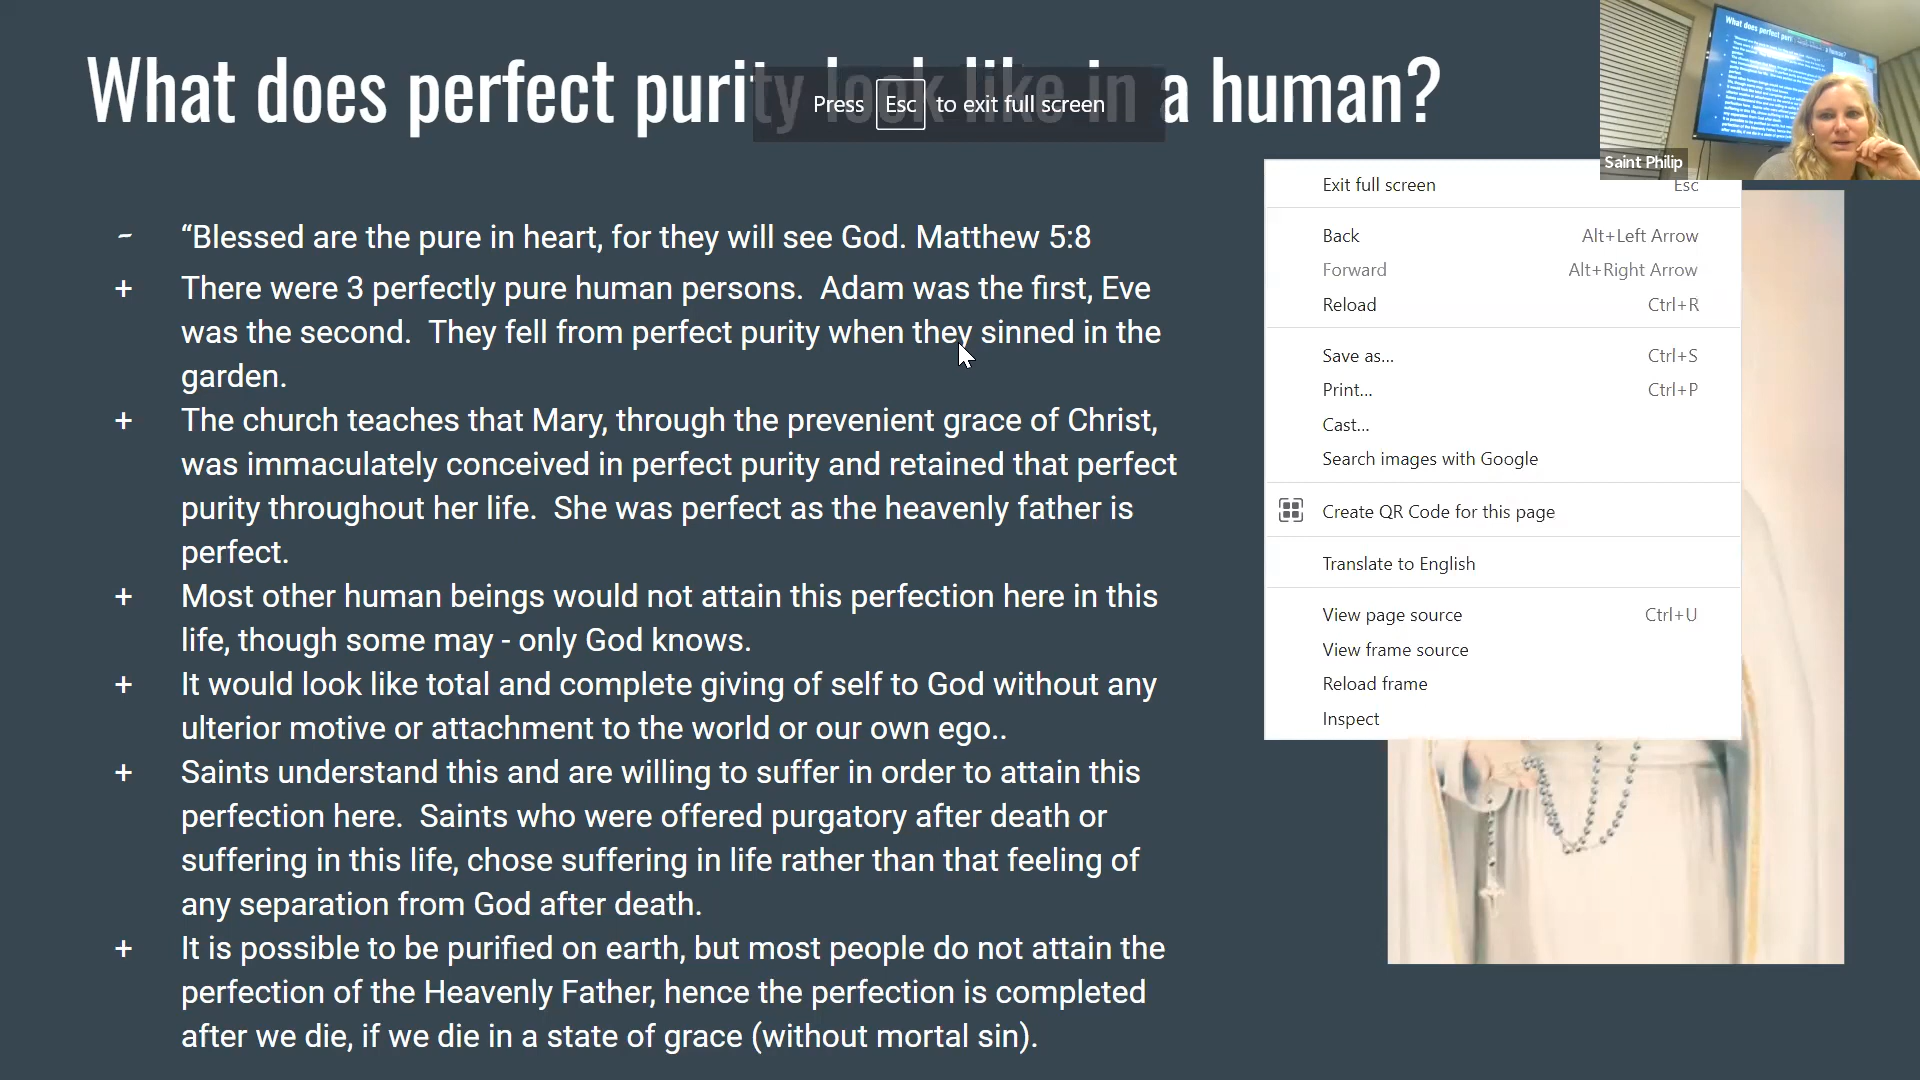 What does perfect purity look like in a human?
Press Esc to exit full screen
Saint Philip
- “Blessed are the pure in heart, for they will see God. Matthew 5:8
+ There were 3 perfectly pure human persons.  Adam was the first, Eve
was the second.  They fell from perfect purity when they sinned in the
garden.
+ The church teaches that Mary, through the prevenient grace of Christ,
was immaculately conceived in perfect purity and retained that perfect
purity throughout her life.  She was perfect as the heavenly father is
perfect.
+ Most other human beings would not attain this perfection here in this
life, though some may - only God knows.
+ It would look like total and complete giving of self to God without any
ulterior motive or attachment to the world or our own ego..
+ Saints understand this and are willing to suffer in order to attain this
perfection here.  Saints who were offered purgatory after death or
suffering in this life, chose suffering in life rather than that feeling of
any separation from God after death.
+ It is possible to be purified on earth, but most people do not attain the
perfection of the Heavenly Father, hence the perfection is completed
after we die, if we die in a state of grace (without mortal sin).
Exit full screen Esc
Back Alt+Left Arrow
Forward Alt+Right Arrow
Reload Ctrl+R
Save as... Ctrl+S
Print... Ctrl+P
Cast...
Search images with Google
Create QR Code for this page
Translate to English
View page source Ctrl+U
View frame source
Reload frame
Inspect